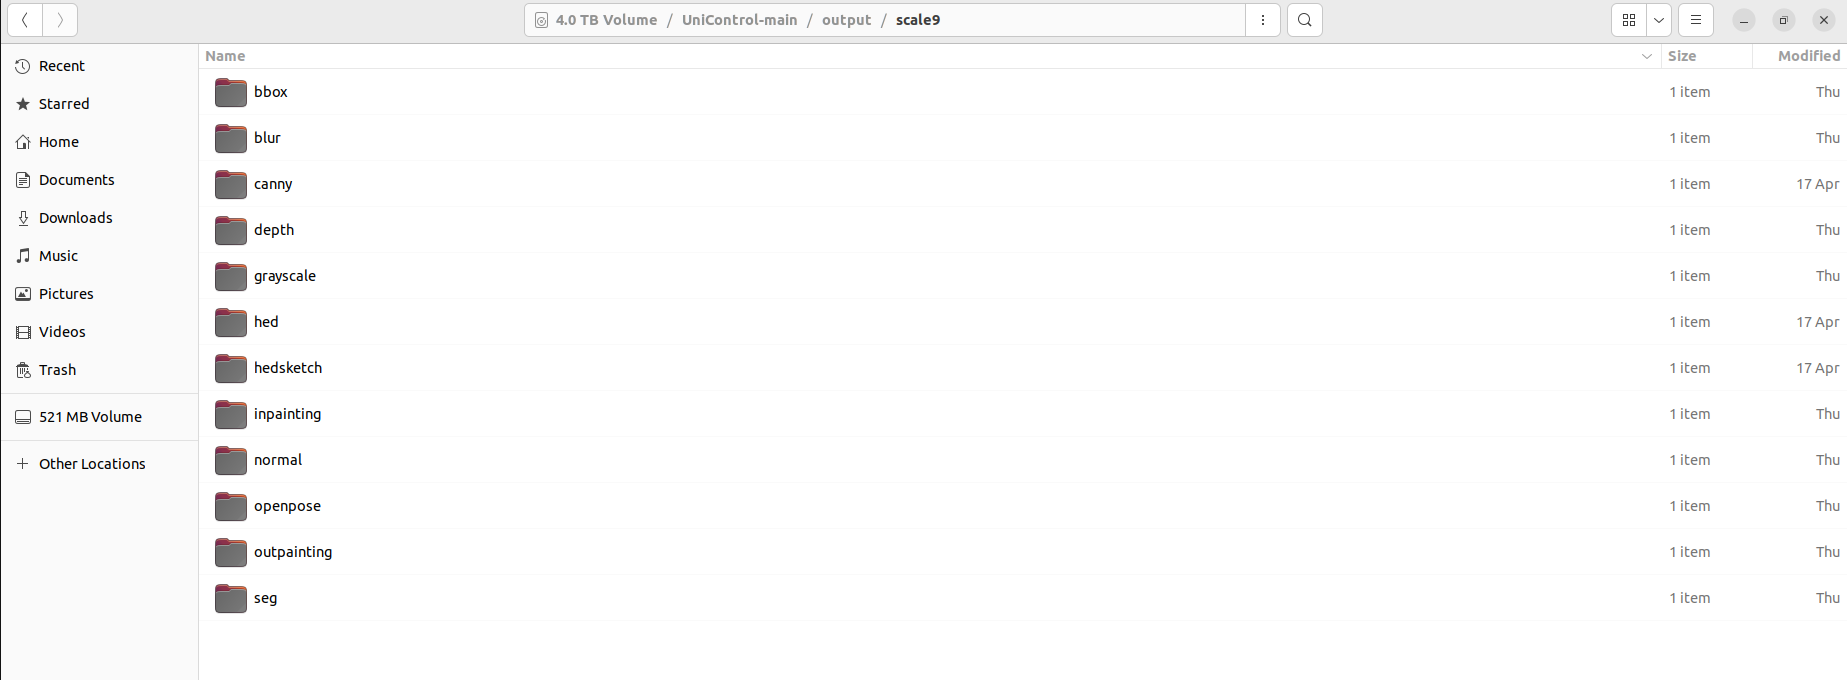 4.0 TB Volume / UniControl-main / output / scale9
Name Size Modified
Recent
Starred
Home
Documents
Downloads
Music
Pictures
Videos
Trash
521 MB Volume
+ Other Locations
bbox 1 item Thu
blur 1 item Thu
canny 1 item 17 Apr
depth 1 item Thu
grayscale 1 item Thu
hed 1 item 17 Apr
hedsketch 1 item 17 Apr
inpainting 1 item Thu
normal 1 item Thu
openpose 1 item Thu
outpainting 1 item Thu
seg 1 item Thu